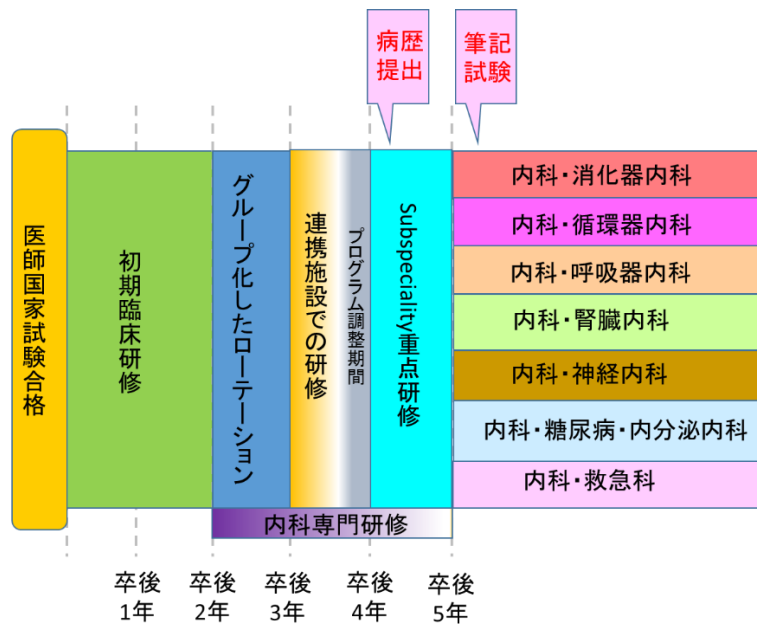 病歴
提出
筆記
試験
医師国家試験合格
初期臨床研修
グループ化したローテーション
連携施設での研修
プログラム調整期間
Subspeciality重点研修
内科・消化器内科
内科・循環器内科
内科・呼吸器内科
内科・腎臓内科
内科・神経内科
内科・糖尿病・内分泌内科
内科・救急科
内科専門研修
卒後
1年
卒後
2年
卒後
3年
卒後
4年
卒後
5年